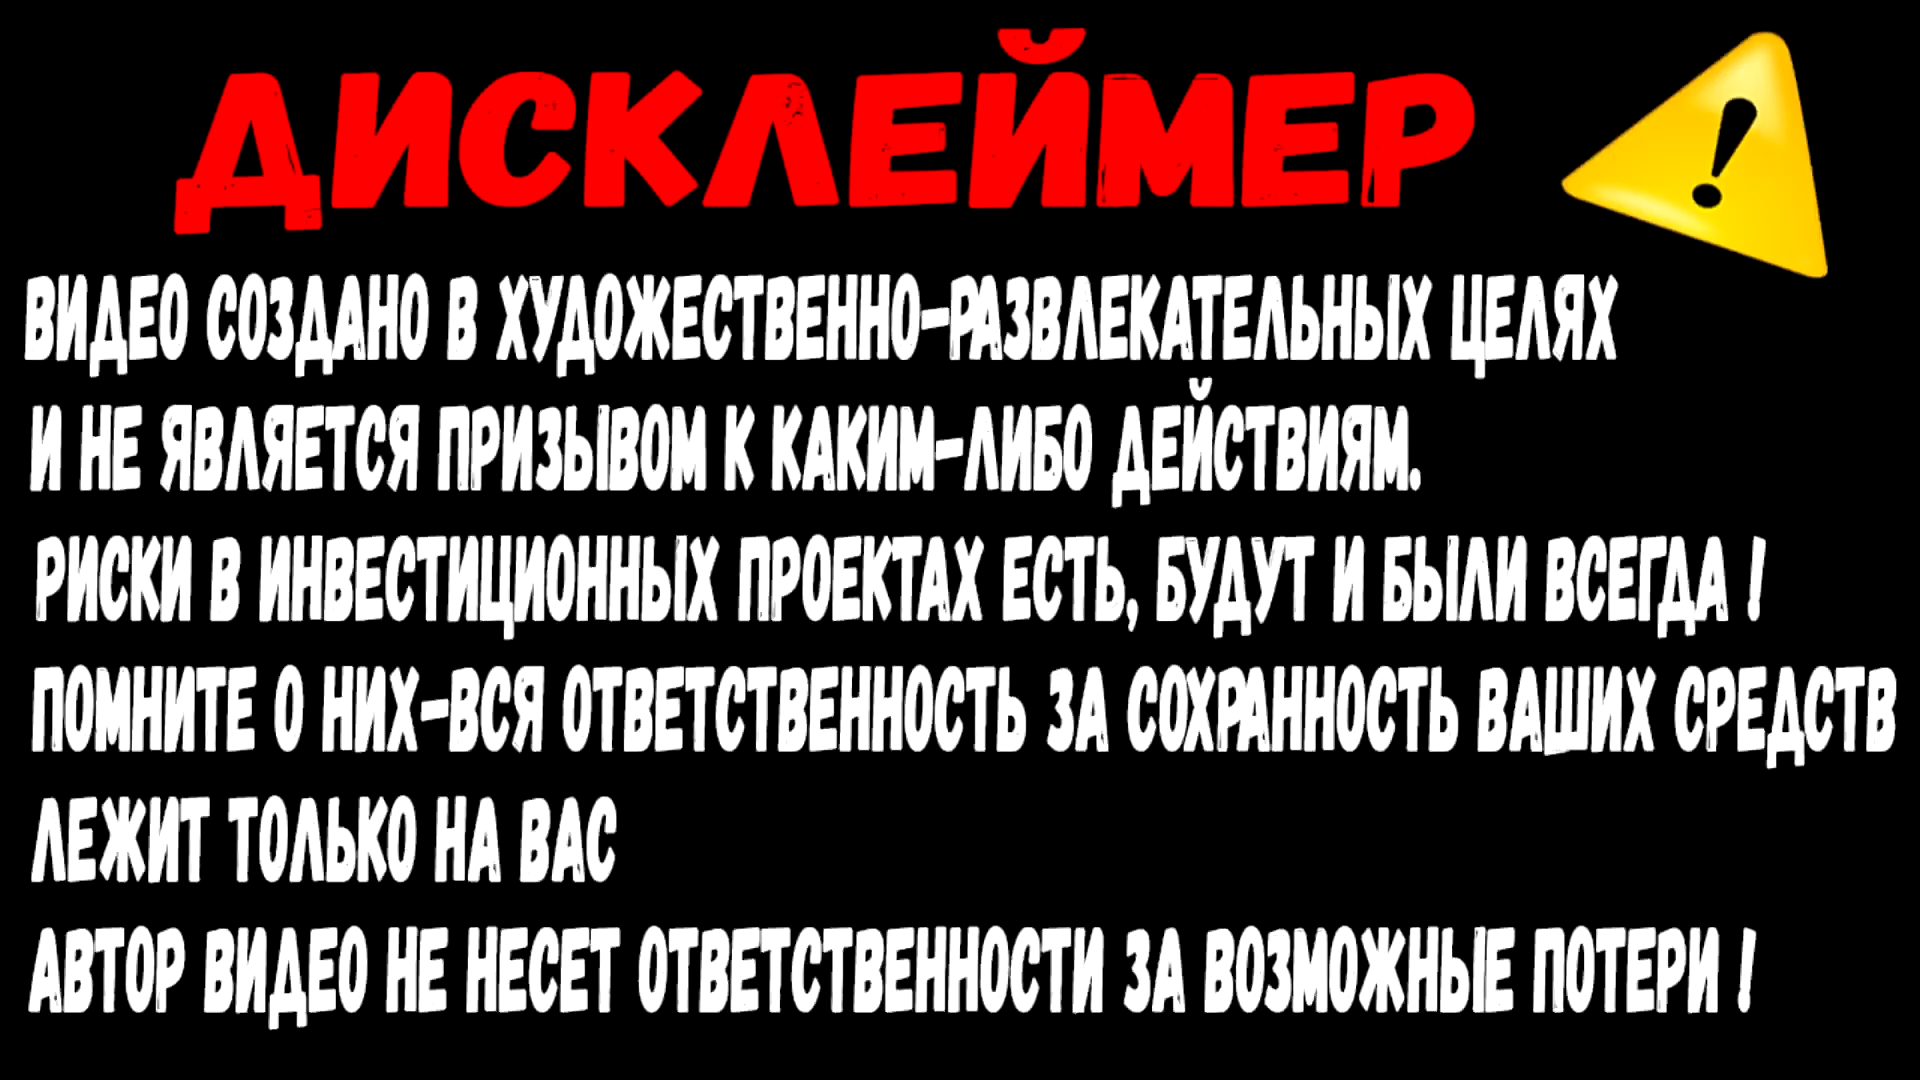 ДИСКЛЕЙМЕР
ВИДЕО СОЗДАНО В ХУДОЖЕСТВЕННО-РАЗВЛЕКАТЕЛЬНЫХ ЦЕЛЯХ
И НЕ ЯВЛЯЕТСЯ ПРИЗЫВОМ К КАКИМ-ЛИБО ДЕЙСТВИЯМ.
РИСКИ В ИНВЕСТИЦИОННЫХ ПРОЕКТАХ ЕСТЬ, БУДУТ И БЫЛИ ВСЕГДА !
ПОМНИТЕ О НИХ-ВСЯ ОТВЕТСТВЕННОСТЬ ЗА СОХРАННОСТЬ ВАШИХ СРЕДСТВ
ЛЕЖИТ ТОЛЬКО НА ВАС
АВТОР ВИДЕО НЕ НЕСЕТ ОТВЕТСТВЕННОСТИ ЗА ВОЗМОЖНЫЕ ПОТЕРИ !